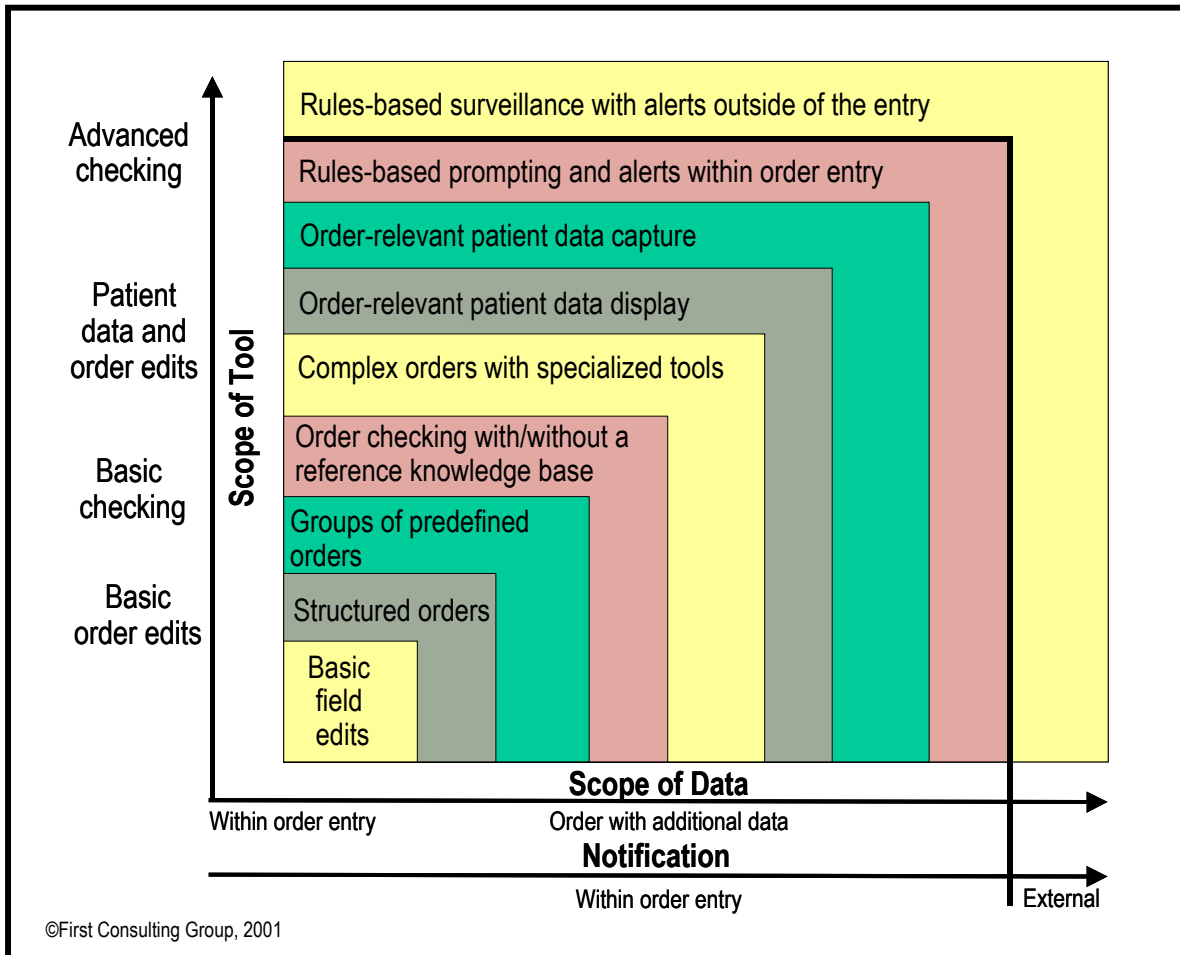 Rules-based surveillance with alerts outside of the entry
Advanced
checking
Rules-based prompting and alerts within order entry
Order-relevant patient data capture
Patient
data and
order edits
Order-relevant patient data display
Scope of Tool
Complex orders with specialized tools
Order checking with/without a
reference knowledge base
Basic
checking
Groups of predefined
orders
Basic
order edits
Structured orders
Basic
field
edits
Scope of Data
Within order entry
Order with additional data
Notification
Within order entry
External
©First Consulting Group, 2001